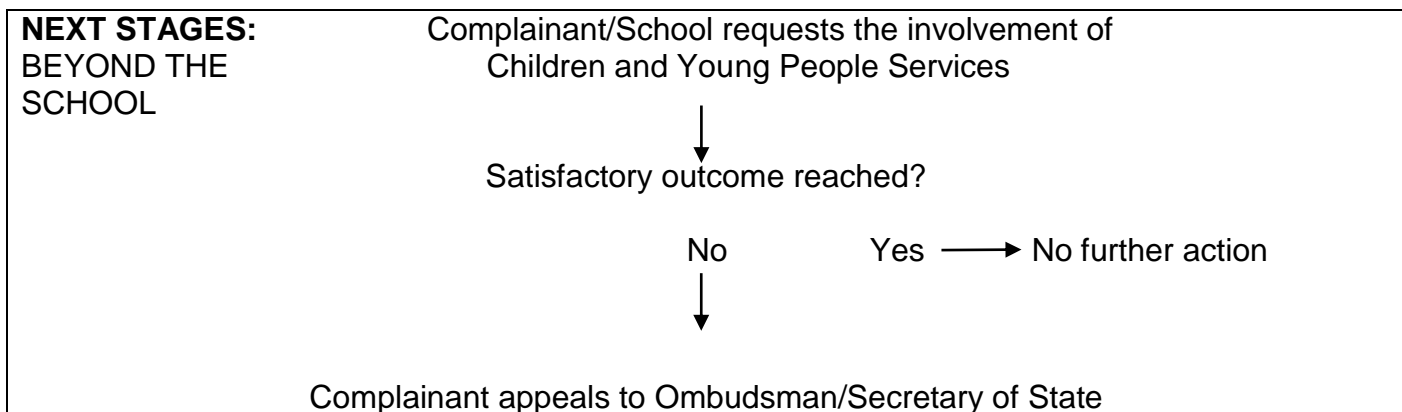 NEXT STAGES:
BEYOND THE
SCHOOL
Complainant/School requests the involvement of
Children and Young People Services
Satisfactory outcome reached?
No
Yes
No further action
Complainant appeals to Ombudsman/Secretary of State